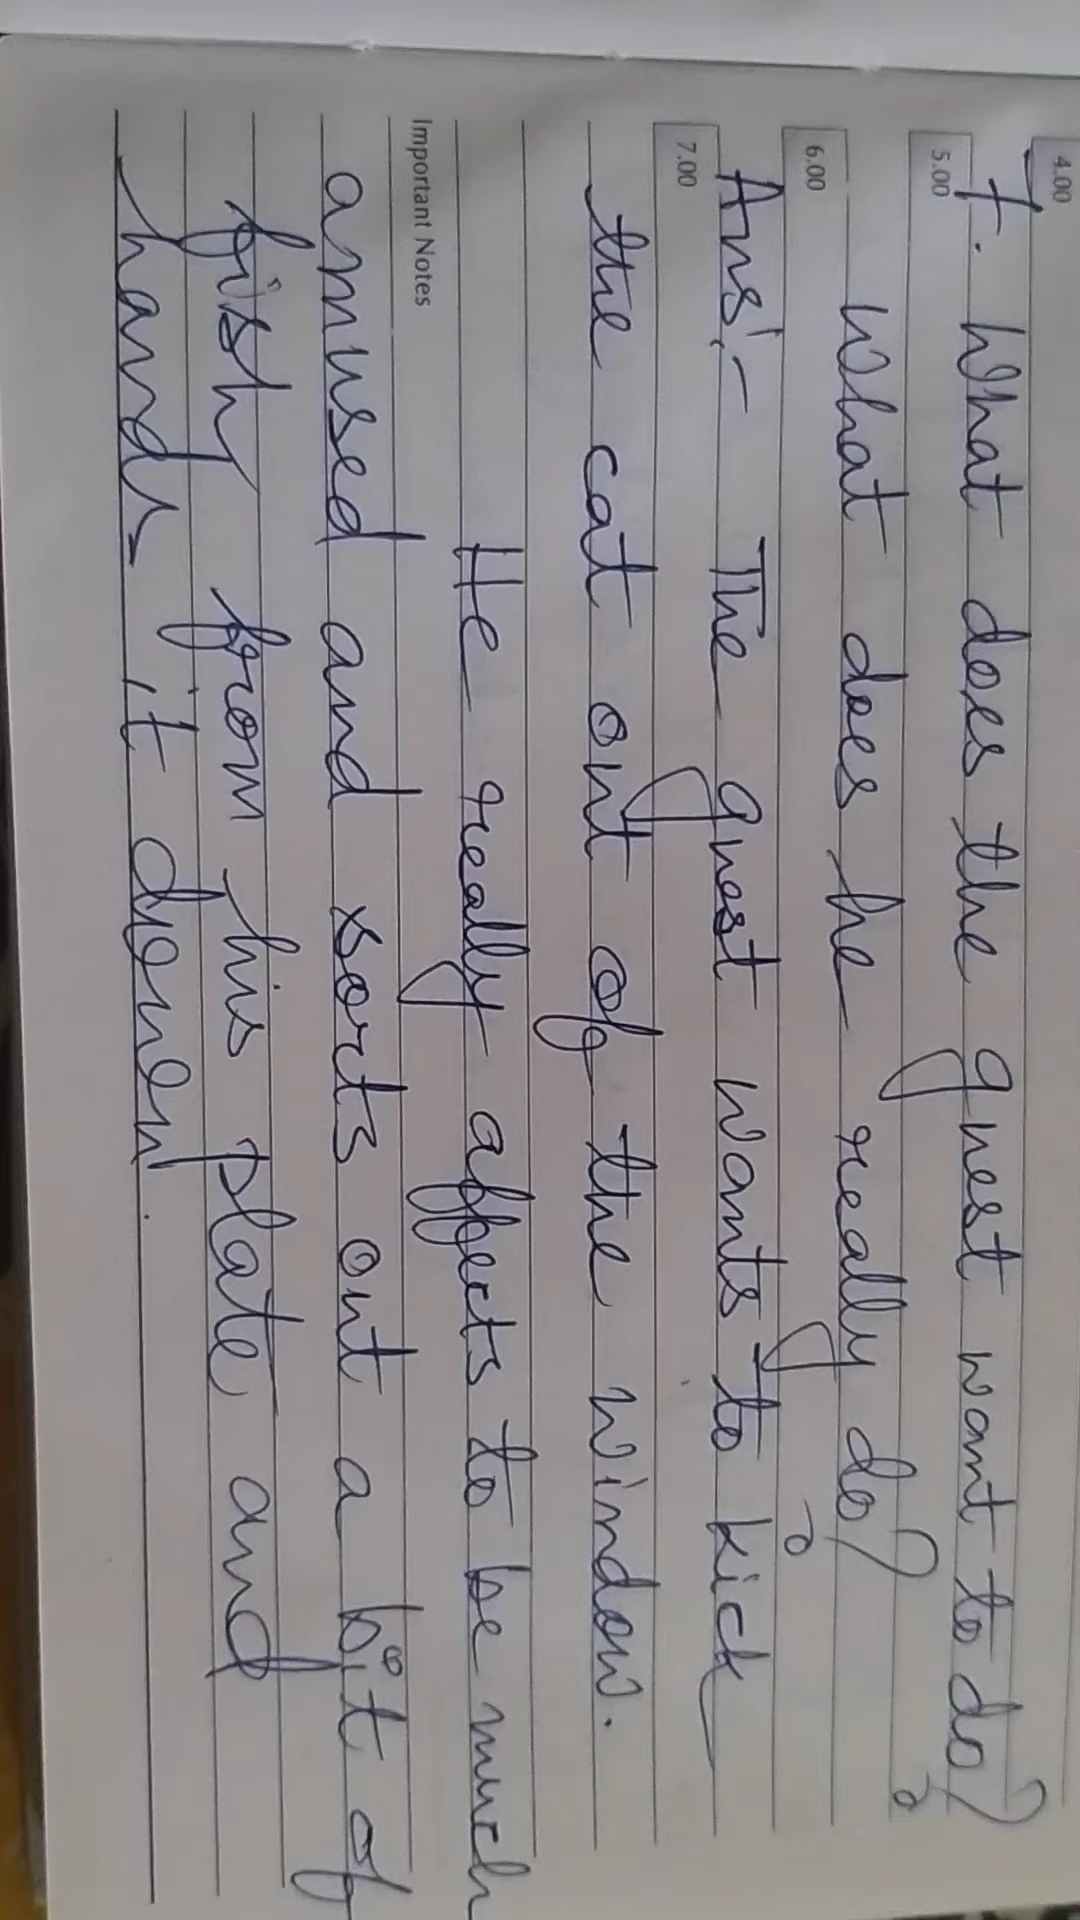 4.00
7. What does the guest want to do?
5.00
What does he really do?
6.00
Ans:- The guest wants to kick
7.00
the cat out of the window.
He really affects to be much
Important Notes
amused and sorts out a bit of
fish from his plate and
hands it down.